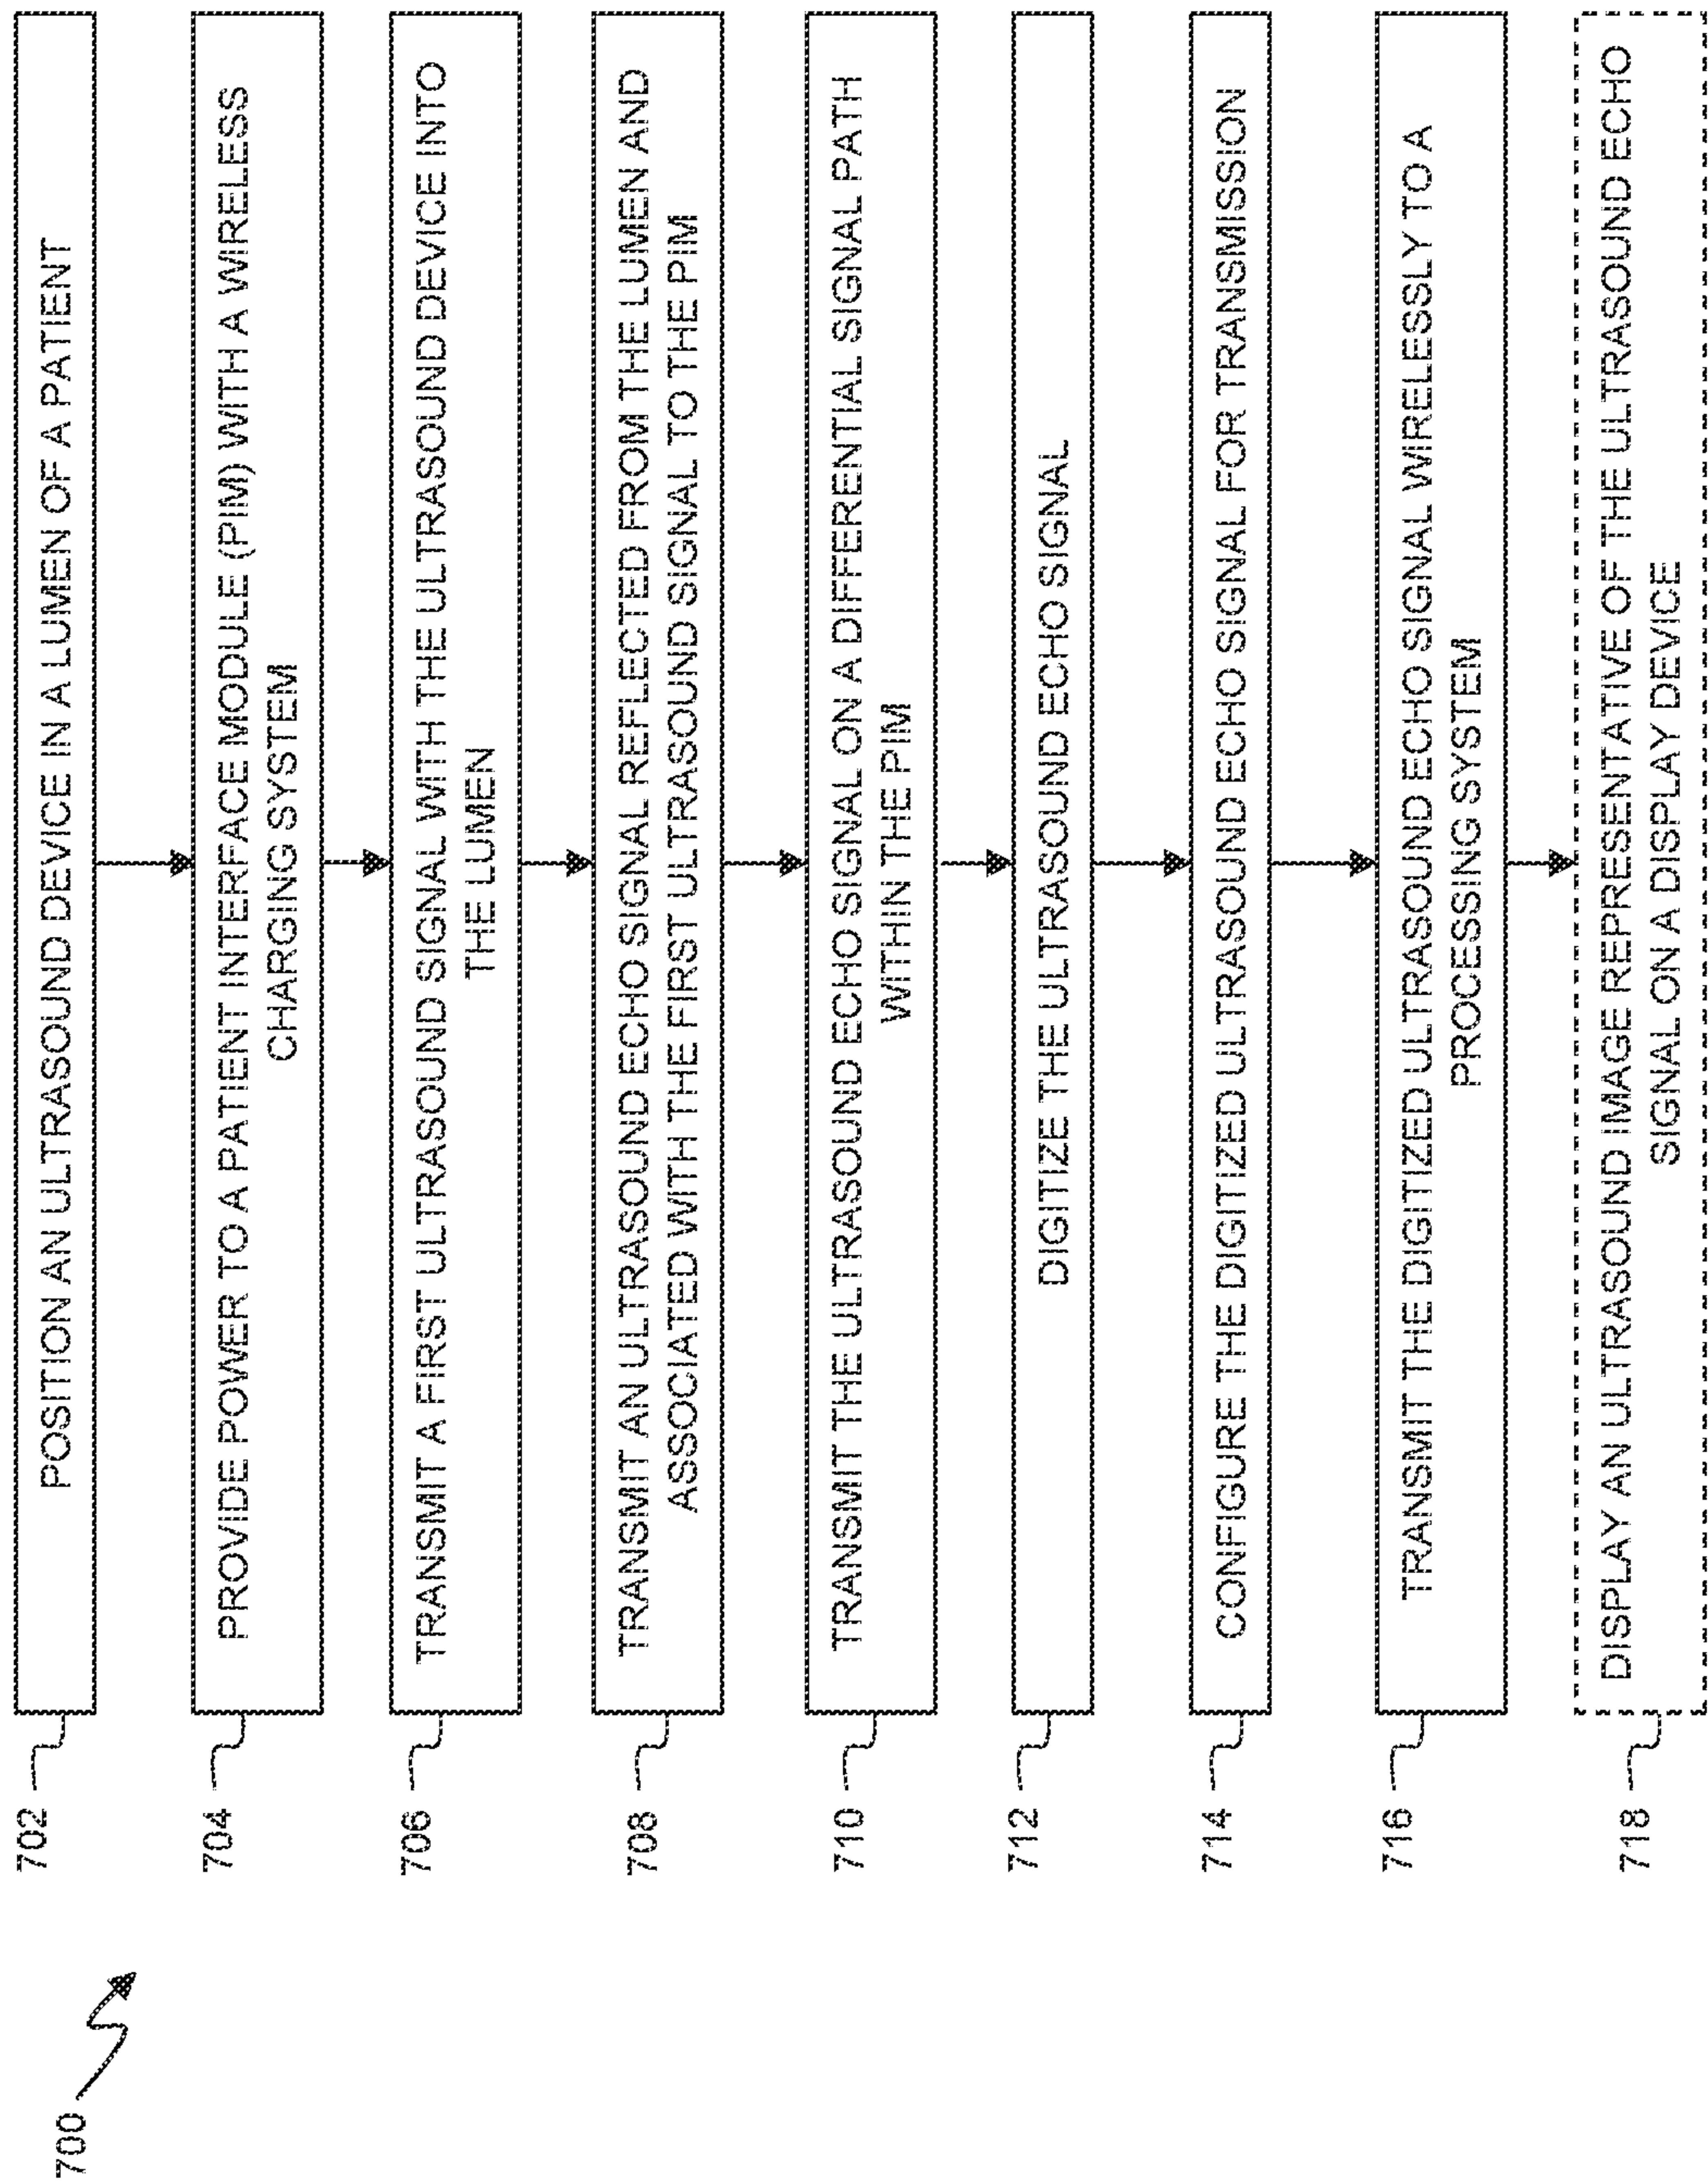 700
702
POSITION AN ULTRASOUND DEVICE IN A LUMEN OF A PATIENT
704
PROVIDE POWER TO A PATIENT INTERFACE MODULE (PIM) WITH A WIRELESS
CHARGING SYSTEM
706
TRANSMIT A FIRST ULTRASOUND SIGNAL WITH THE ULTRASOUND DEVICE INTO
THE LUMEN
708
TRANSMIT AN ULTRASOUND ECHO SIGNAL REFLECTED FROM THE LUMEN AND
ASSOCIATED WITH THE FIRST ULTRASOUND SIGNAL TO THE PIM
710
TRANSMIT THE ULTRASOUND ECHO SIGNAL ON A DIFFERENTIAL SIGNAL PATH
WITHIN THE PIM
712
DIGITIZE THE ULTRASOUND ECHO SIGNAL
714
CONFIGURE THE DIGITIZED ULTRASOUND ECHO SIGNAL FOR TRANSMISSION
716
TRANSMIT THE DIGITIZED ULTRASOUND ECHO SIGNAL WIRELESSLY TO A
PROCESSING SYSTEM
718
DISPLAY AN ULTRASOUND IMAGE REPRESENTATIVE OF THE ULTRASOUND ECHO
SIGNAL ON A DISPLAY DEVICE